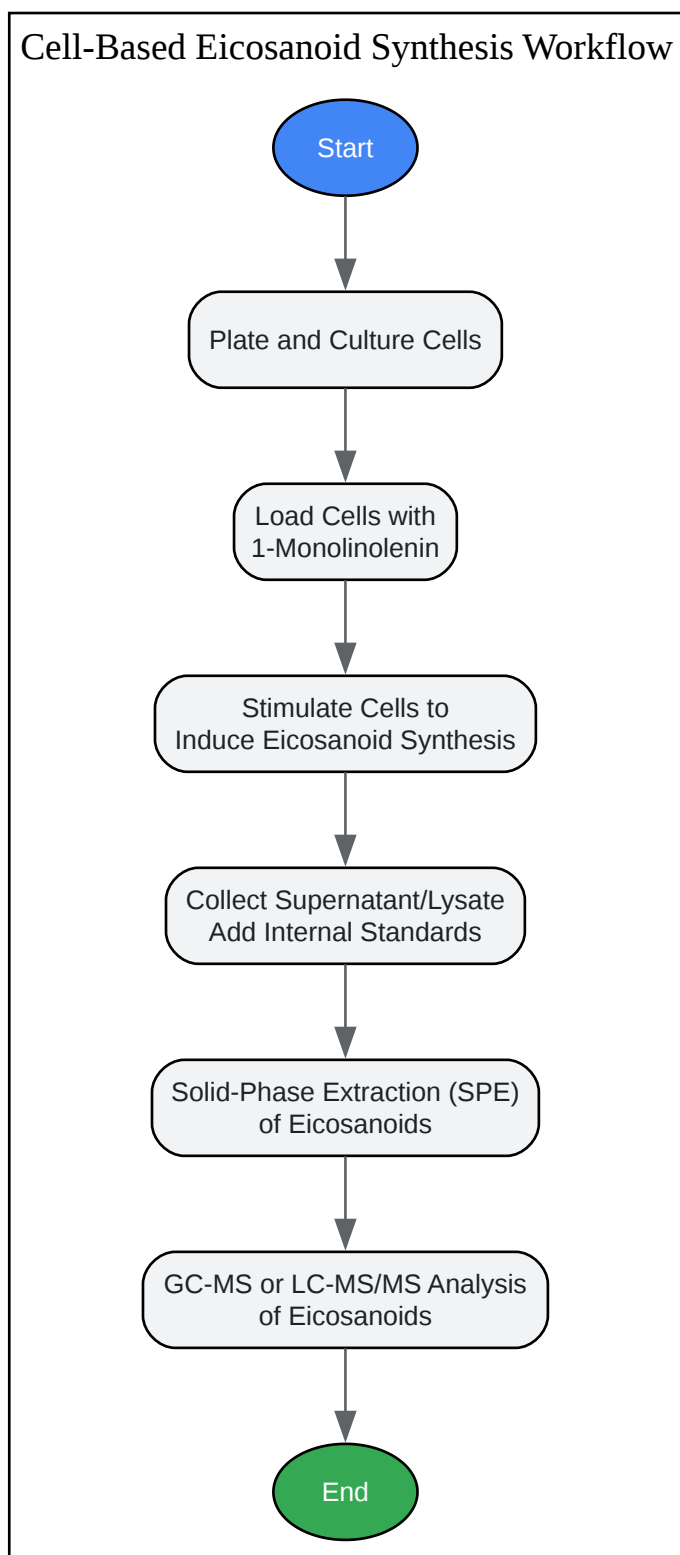 Cell-Based Eicosanoid Synthesis Workflow
Start
Plate and Culture Cells
Load Cells with
1-Monolinolenin
Stimulate Cells to
Induce Eicosanoid Synthesis
Collect Supernatant/Lysate
Add Internal Standards
Solid-Phase Extraction (SPE)
of Eicosanoids
GC-MS or LC-MS/MS Analysis
of Eicosanoids
End